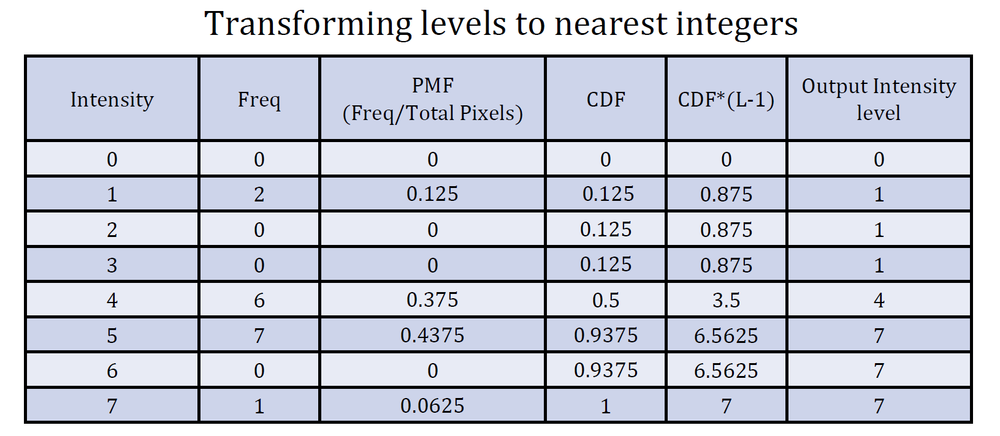 Transforming levels to nearest integers
Intensity Freq PMF (Freq/Total Pixels) CDF CDF*(L-1) Output Intensity level
0 0 0 0 0 0
1 2 0.125 0.125 0.875 1
2 0 0 0.125 0.875 1
3 0 0 0.125 0.875 1
4 6 0.375 0.5 3.5 4
5 7 0.4375 0.9375 6.5625 7
6 0 0 0.9375 6.5625 7
7 1 0.0625 1 7 7